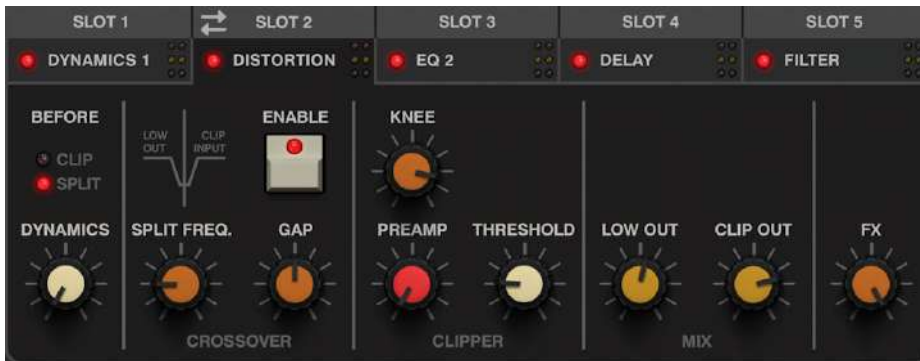 SLOT 1 SLOT 2 SLOT 3 SLOT 4 SLOT 5
DYNAMICS 1 DISTORTION EQ 2 DELAY FILTER
BEFORE ENABLE KNEE
LOW OUT CLIP INPUT
CLIP
SPLIT
DYNAMICS SPLIT FREQ. GAP PREAMP THRESHOLD LOW OUT CLIP OUT FX
CROSSOVER CLIPPER MIX